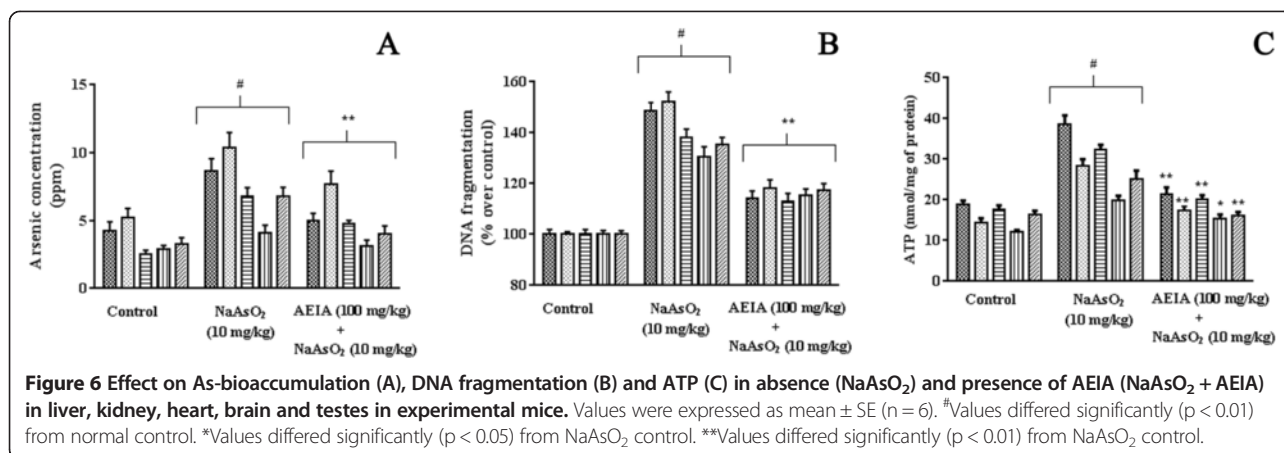 A
Arsenic concentration
(ppm)
15
10
5
0
#
**
Control
NaAsO₂
(10 mg/kg)
AEIA (100 mg/kg)
+
NaAsO₂ (10 mg/kg)
B
DNA fragmentation
(% over control)
160
140
120
100
80
#
**
Control
NaAsO₂
(10 mg/kg)
AEIA (100 mg/kg)
+
NaAsO₂ (10 mg/kg)
C
ATP (nmol/mg of protein)
50
40
30
20
10
0
#
** ** ** * **
Control
NaAsO₂
(10 mg/kg)
AEIA (100 mg/kg)
+
NaAsO₂ (10 mg/kg)
Figure 6 Effect on As-bioaccumulation (A), DNA fragmentation (B) and ATP (C) in absence (NaAsO₂) and presence of AEIA (NaAsO₂ + AEIA)
in liver, kidney, heart, brain and testes in experimental mice. Values were expressed as mean ± SE (n = 6). #Values differed significantly (p < 0.01)
from normal control. *Values differed significantly (p < 0.05) from NaAsO₂ control. **Values differed significantly (p < 0.01) from NaAsO₂ control.